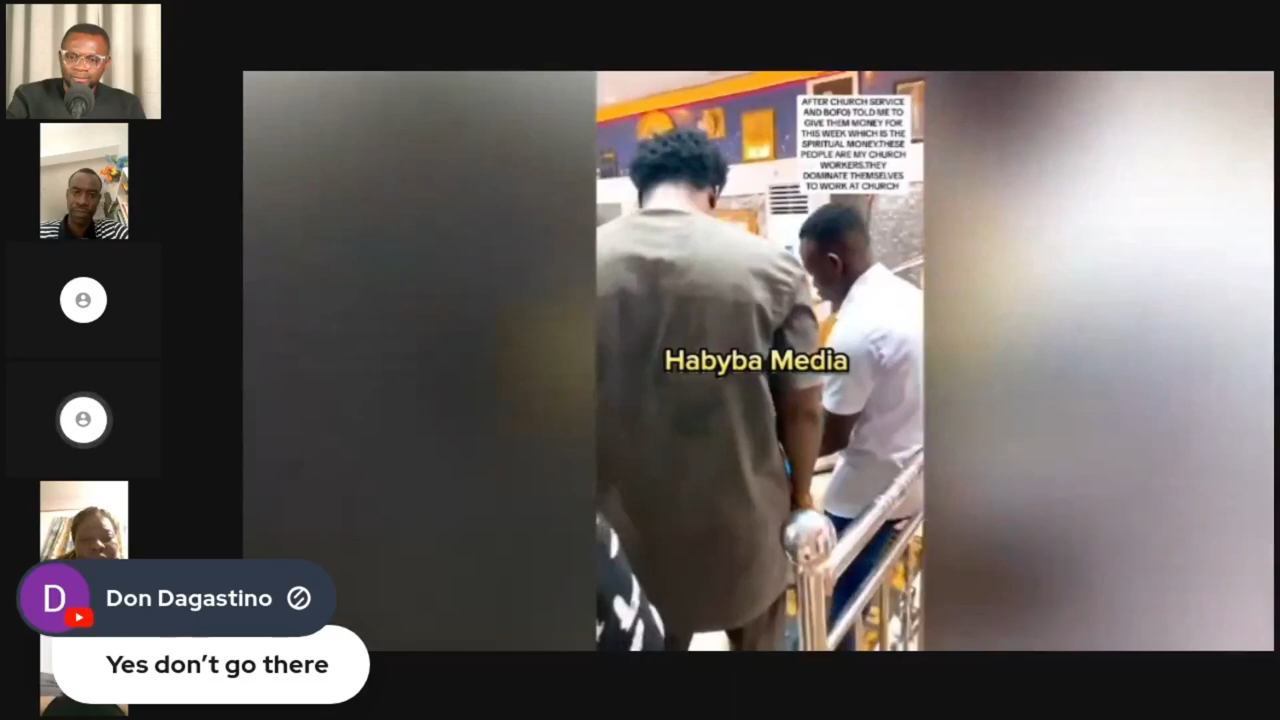 AFTER CHURCH SERVICE
AND BOFO) TOLD ME TO
GIVE THEM MONEY FOR
THIS WEEK WHICH IS THE
SPIRITUAL MONEY.THESE
PEOPLE ARE MY CHURCH
WORKERS.THEY
DOMINATE THEMSELVES
TO WORK AT CHURCH
Habyba Media
D
Don Dagastino
Yes don’t go there